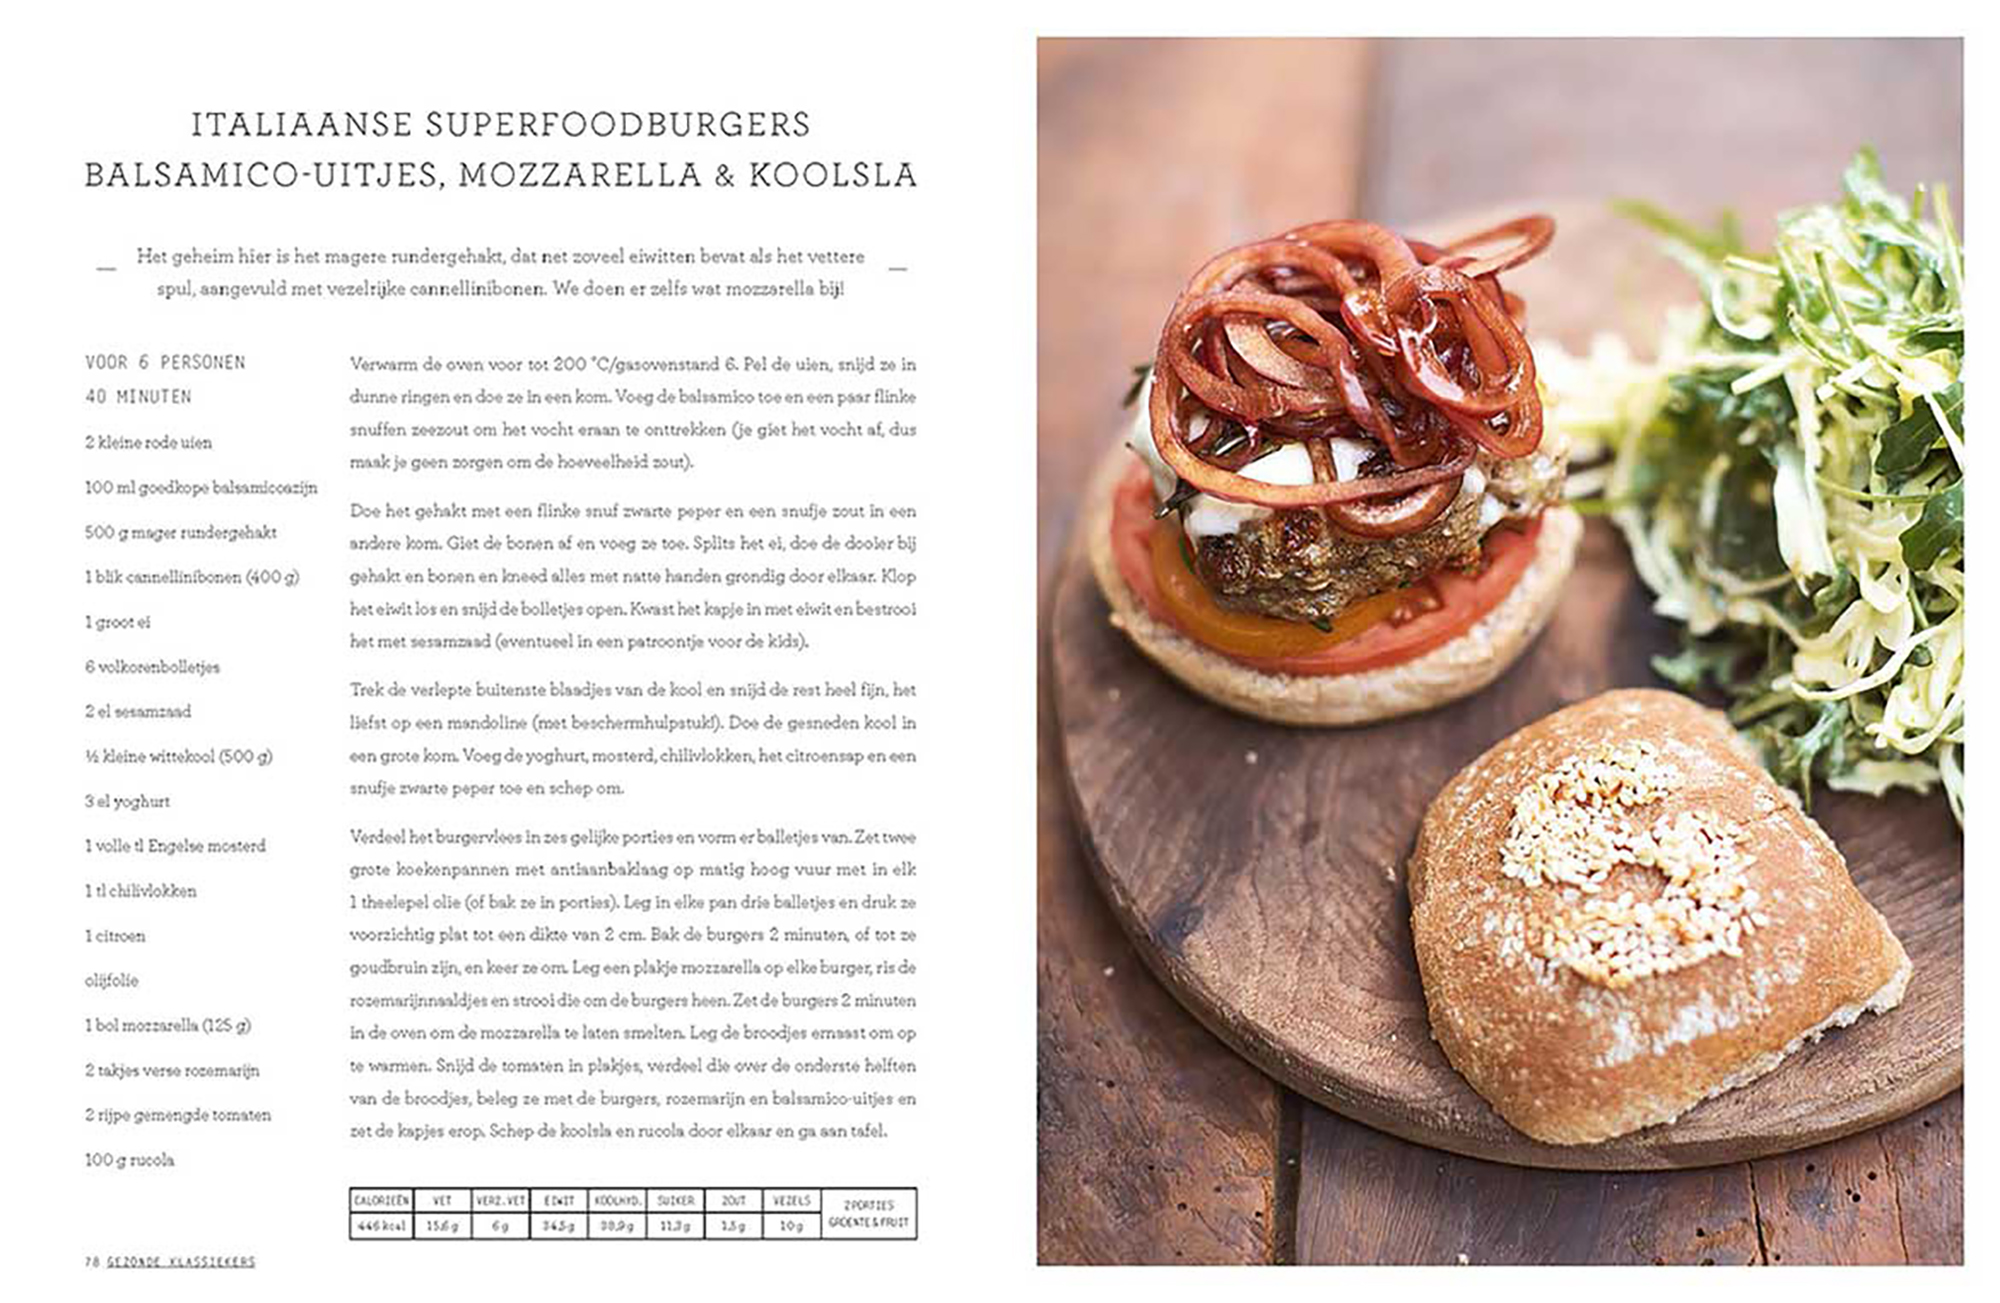 ITALIAANSE SUPERFOODBURGERS
BALSAMICO-UITJES, MOZZARELLA & KOOLSLA
Het geheim hier is het magere rundergehakt, dat net zoveel eiwitten bevat als het vettere
spul, aangevuld met vezelrijke cannellinibonen. We doen er zelfs wat mozzarella bij!
VOOR 6 PERSONEN
40 MINUTEN
2 kleine rode uien
100 ml goedkope balsamicoazijn
500 g mager rundergehakt
1 blik cannellinibonen (400 g)
1 groot ei
6 volkorenbolletjes
2 el sesamzaad
½ kleine wittekool (500 g)
3 el yoghurt
1 volle tl Engelse mosterd
1 tl chilivlokken
1 citroen
olijfolie
1 bol mozzarella (125 g)
2 takjes verse rozemarijn
2 rijpe gemengde tomaten
100 g rucola
Verwarm de oven voor tot 200 °C/gasovenstand 6. Pel de uien, snijd ze in
dunne ringen en doe ze in een kom. Voeg de balsamico toe en een paar flinke
snuffen zeezout om het vocht eraan te onttrekken (je giet het vocht af, dus
maak je geen zorgen om de hoeveelheid zout).
Doe het gehakt met een flinke snuf zwarte peper en een snufje zout in een
andere kom. Giet de bonen af en voeg ze toe. Splits het ei, doe de dooier bij
gehakt en bonen en kneed alles met natte handen grondig door elkaar. Klop
het eiwit los en snijd de bolletjes open. Kwast het kapje in met eiwit en bestrooi
het met sesamzaad (eventueel in een patroontje voor de kids).
Trek de verlepte buitenste blaadjes van de kool en snijd de rest heel fijn, het
liefst op een mandoline (met beschermhulpstuk!). Doe de gesneden kool in
een grote kom. Voeg de yoghurt, mosterd, chilivlokken, het citroensap en een
snufje zwarte peper toe en schep om.
Verdeel het burgervlees in zes gelijke porties en vorm er balletjes van. Zet twee
grote koekenpannen met antiaanbaklaag op matig hoog vuur met in elk
1 theelepel olie (of bak ze in porties). Leg in elke pan drie balletjes en druk ze
voorzichtig plat tot een dikte van 2 cm. Bak de burgers 2 minuten, of tot ze
goudbruin zijn, en keer ze om. Leg een plakje mozzarella op elke burger, ris de
rozemarijnnaaldjes en strooi die om de burgers heen. Zet de burgers 2 minuten
in de oven om de mozzarella te laten smelten. Leg de broodjes ernaast om op
te warmen. Snijd de tomaten in plakjes, verdeel die over de onderste helften
van de broodjes, beleg ze met de burgers, rozemarijn en balsamico-uitjes en
zet de kapjes erop. Schep de koolsla en rucola door elkaar en ga aan tafel.
CALORIEËN VET VERZ. VET EIWIT KOOLHYD. SUIKER ZOUT VEZELS 2 PORTIES
446 kcal 15,6 g 6 g 34,5 g 38,9 g 11,3 g 1,5 g 10 g GROENTE & FRUIT
78 GEZONDE KLASSIEKERS